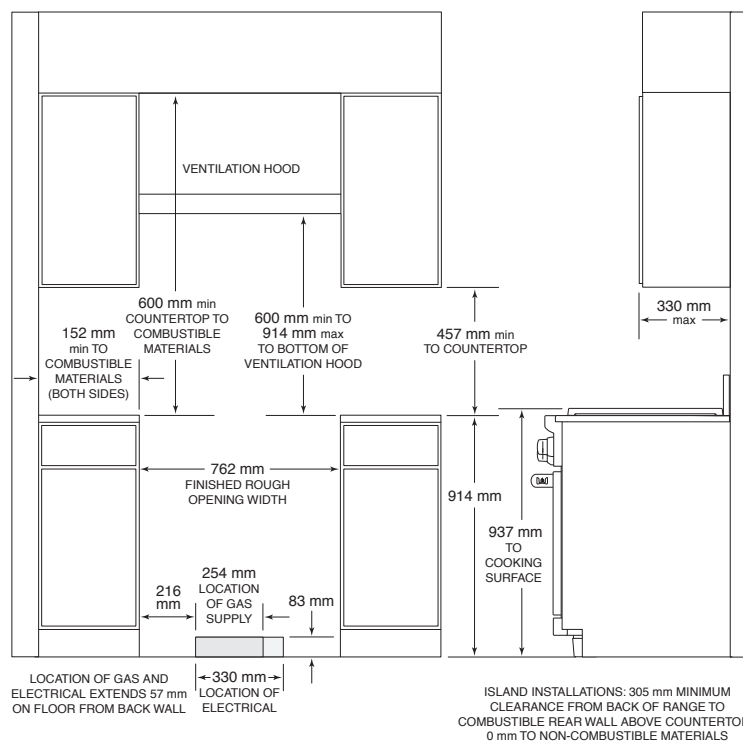 VENTILATION HOOD
600 mm min
COUNTERTOP TO
COMBUSTIBLE
MATERIALS
152 mm
min TO
COMBUSTIBLE
MATERIALS
(BOTH SIDES)
600 mm min TO
914 mm max
TO BOTTOM OF
VENTILATION HOOD
457 mm min
TO COUNTERTOP
330 mm
max
762 mm
FINISHED ROUGH
OPENING WIDTH
914 mm
937 mm
TO
COOKING
SURFACE
216
mm
254 mm
LOCATION
OF GAS
SUPPLY
83 mm
LOCATION OF GAS AND
ELECTRICAL EXTENDS 57 mm
ON FLOOR FROM BACK WALL
330 mm
LOCATION OF
ELECTRICAL
ISLAND INSTALLATIONS: 305 mm MINIMUM
CLEARANCE FROM BACK OF RANGE TO
COMBUSTIBLE REAR WALL ABOVE COUNTERTOP
0 mm TO NON-COMBUSTIBLE MATERIALS